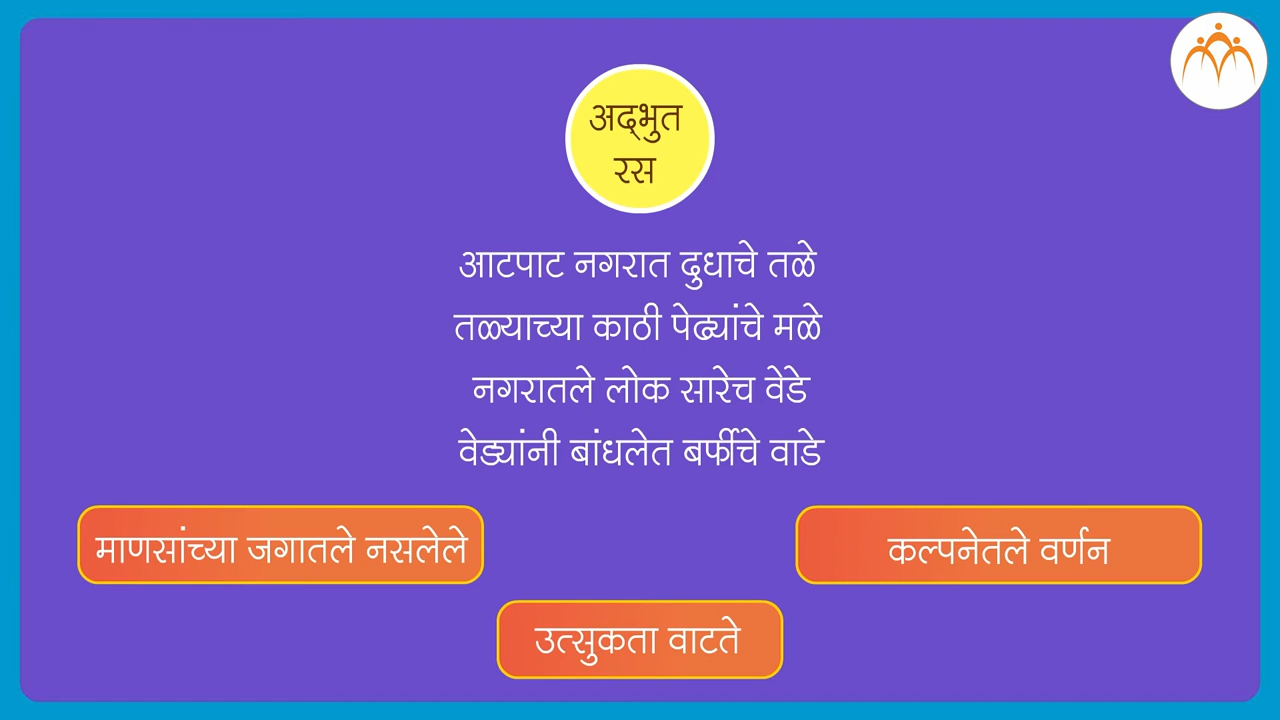 अद्‌भुत
रस
आटपाट नगरात दुधाचे तळे
तळ्याच्या काठी पेढ्यांचे मळे
नगरातले लोक सारेच वेडे
वेड्यांनी बांधलेत बर्फीचे वाडे
माणसांच्या जगातले नसलेले
कल्पनेतले वर्णन
उत्सुकता वाटते